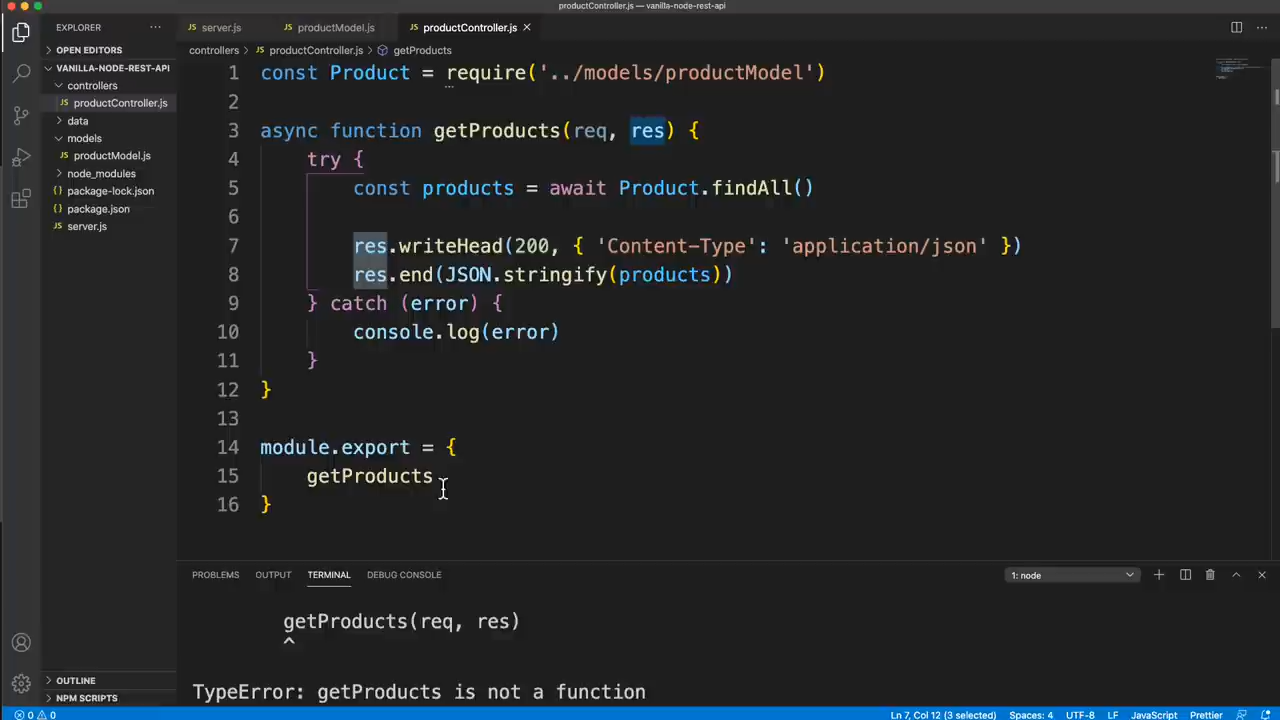 productController.js — vanilla-node-rest-api
EXPLORER
OPEN EDITORS
VANILLA-NODE-REST-API
controllers
productController.js
data
models
productModel.js
node_modules
package-lock.json
package.json
server.js
OUTLINE
NPM SCRIPTS
server.js
productModel.js
productController.js
controllers > productController.js > getProducts
1 const Product = require('../models/productModel')
2
3 async function getProducts(req, res) {
4 try {
5 const products = await Product.findAll()
6
7 res.writeHead(200, { 'Content-Type': 'application/json' })
8 res.end(JSON.stringify(products))
9 } catch (error) {
10 console.log(error)
11 }
12 }
13
14 module.export = {
15 getProducts
16 }
PROBLEMS OUTPUT TERMINAL DEBUG CONSOLE 1: node
getProducts(req, res)
^
TypeError: getProducts is not a function
0 0 Ln 7, Col 12 (3 selected) Spaces: 4 UTF-8 LF JavaScript Prettier